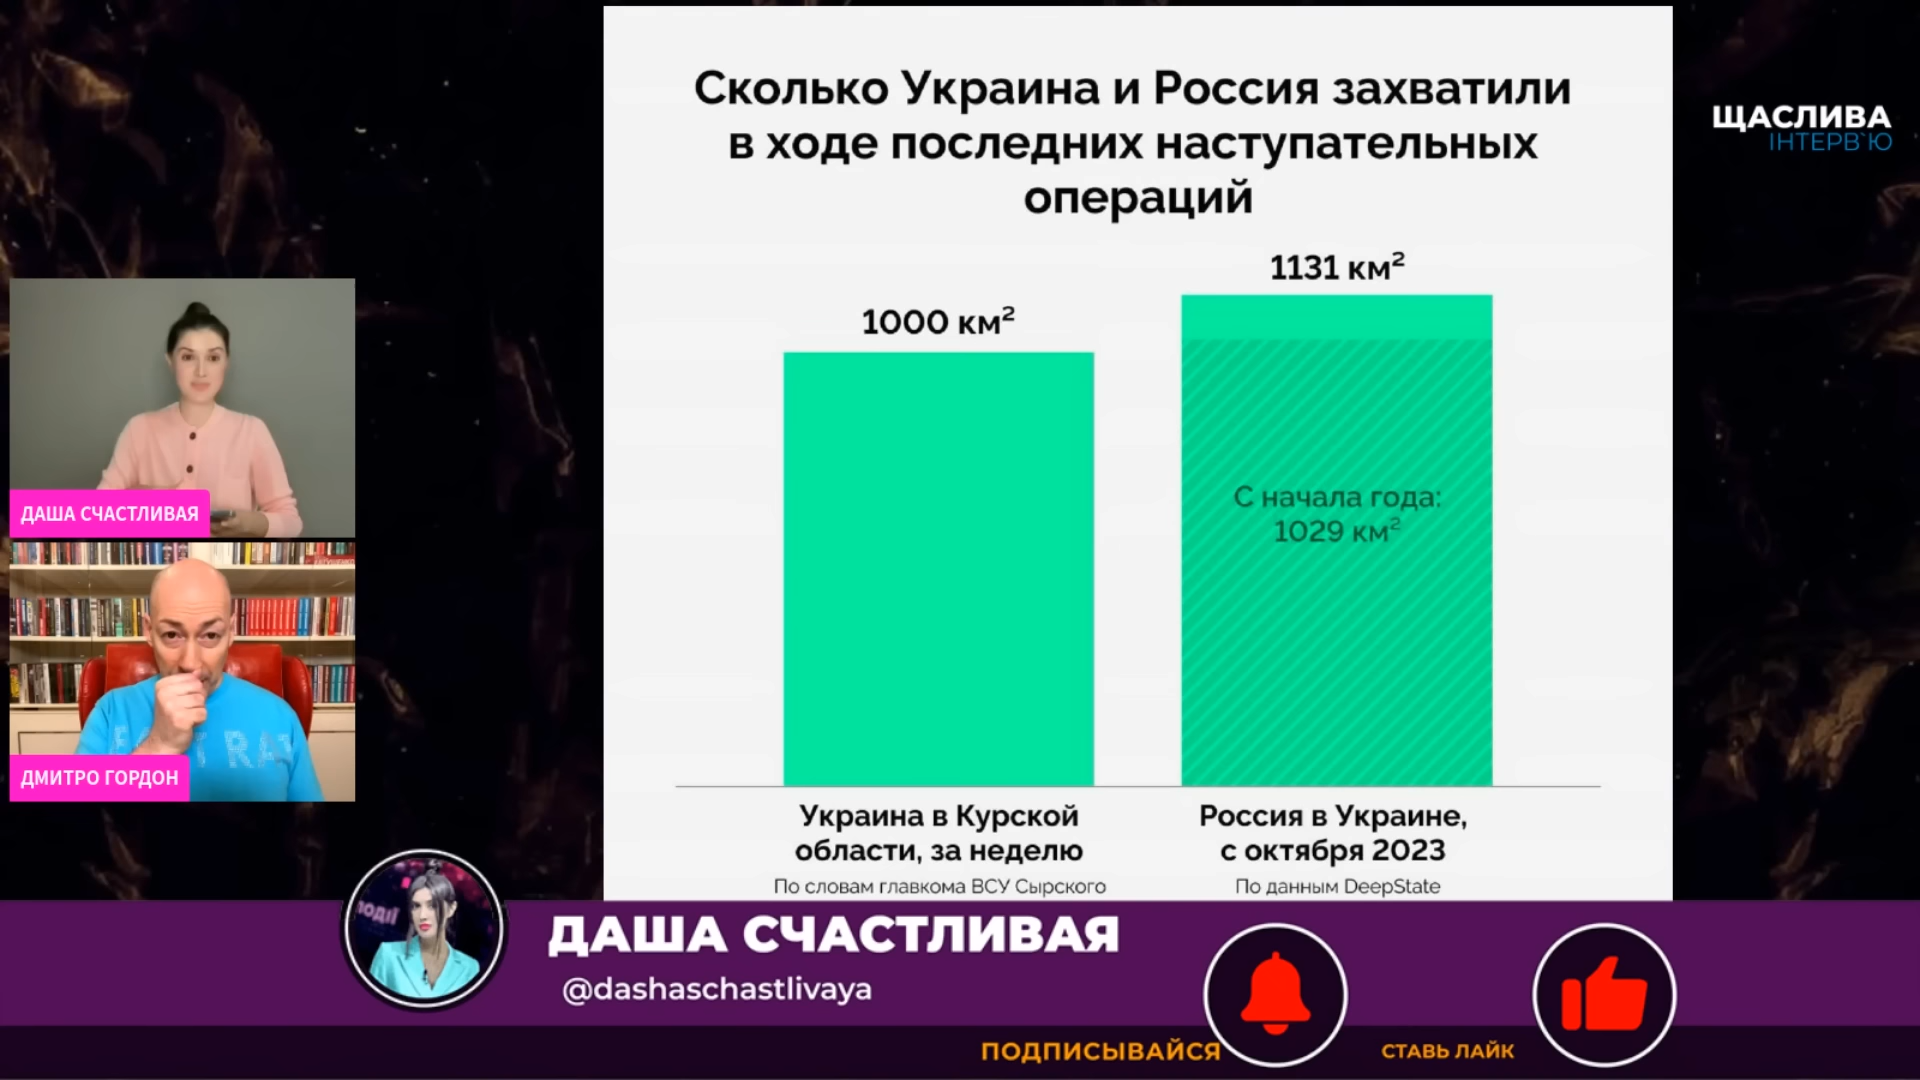 Сколько Украина и Россия захватили
в ходе последних наступательных
операций
ЩАСЛИВА
ІНТЕРВ`Ю
1131 км²
1000 км²
С начала года:
1029 км²
ДАША СЧАСТЛИВАЯ
ДМИТРО ГОРДОН
Украина в Курской
области, за неделю
По словам главкома ВСУ Сырского
Россия в Украине,
с октября 2023
По данным DeepState
ДАША СЧАСТЛИВАЯ
@dashaschastlivaya
ПОДПИСЫВАЙСЯ
СТАВЬ ЛАЙК